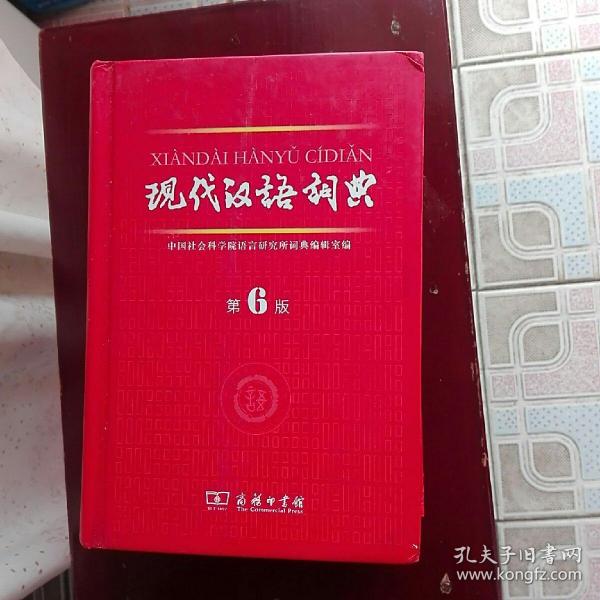 XIÀNDÀI HÀNYǓ CÍDIǍN
现代汉语词典
中国社会科学院语言研究所词典编辑室编
第6版
商务印书馆
The Commercial Press
孔夫子旧书网
www.kongfz.com